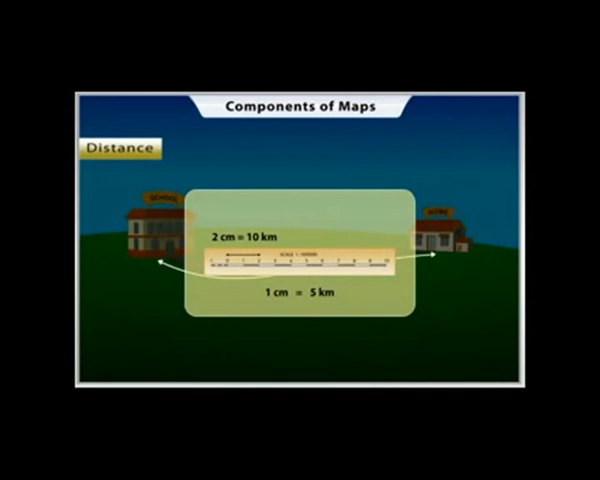 Components of Maps
Distance
SCHOOL
HOME
2 cm = 10 km
1 cm = 5 km